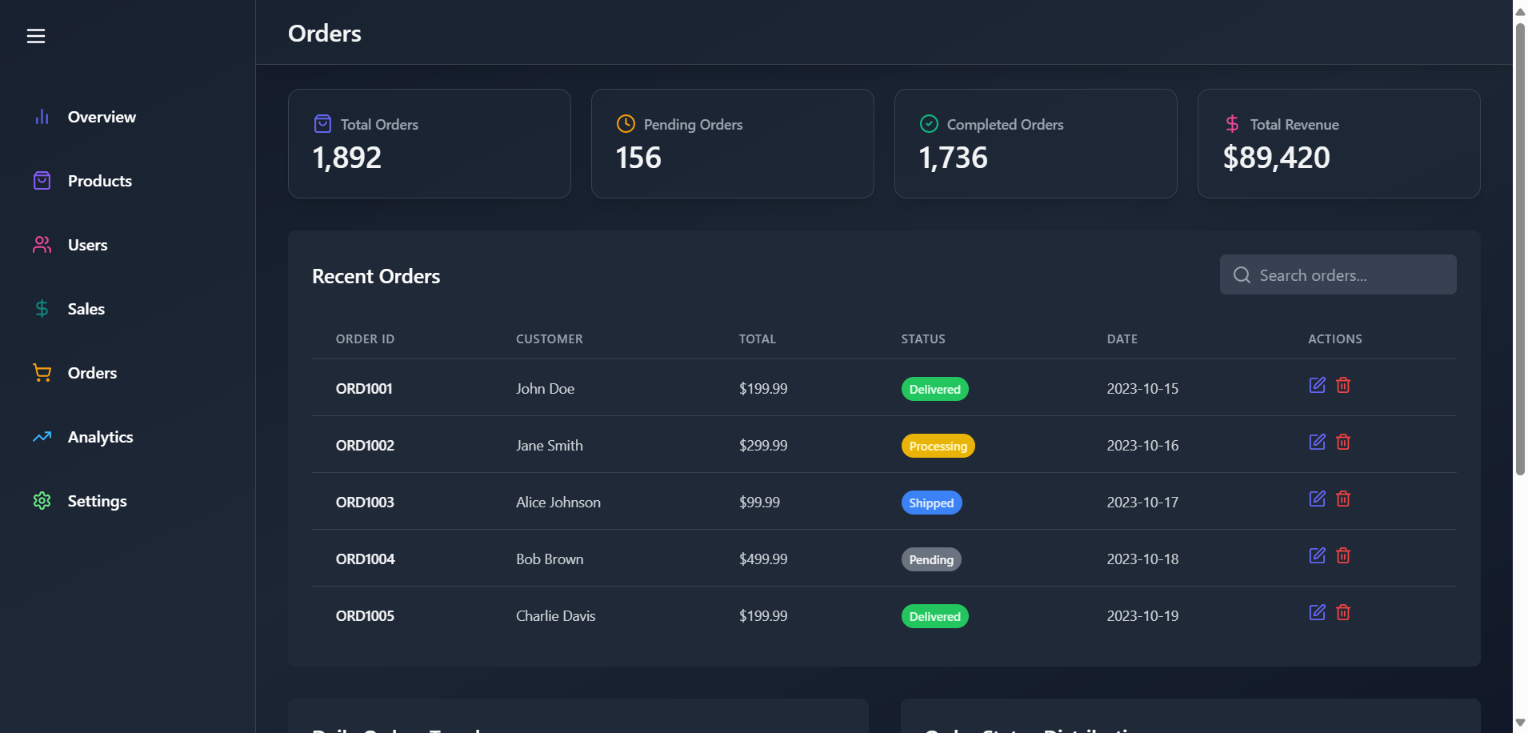 Orders
Overview
Products
Users
Sales
Orders
Analytics
Settings
Total Orders
1,892
Pending Orders
156
Completed Orders
1,736
Total Revenue
$89,420
Recent Orders
Search orders...
ORDER ID CUSTOMER TOTAL STATUS DATE ACTIONS
ORD1001 John Doe $199.99 Delivered 2023-10-15
ORD1002 Jane Smith $299.99 Processing 2023-10-16
ORD1003 Alice Johnson $99.99 Shipped 2023-10-17
ORD1004 Bob Brown $499.99 Pending 2023-10-18
ORD1005 Charlie Davis $199.99 Delivered 2023-10-19